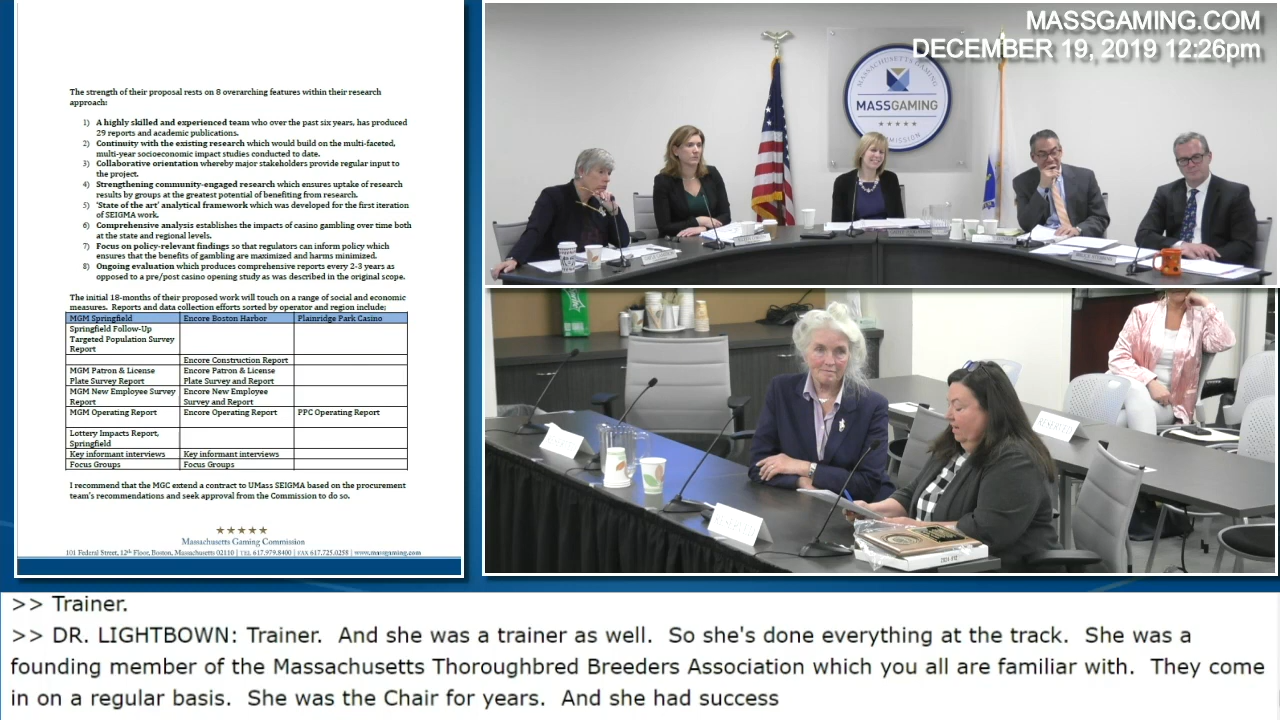 The strength of their proposal rests on 8 overarching features within their research
approach:
1) A highly skilled and experienced team who over the past six years, has produced
29 reports and academic publications.
2) Continuity with the existing research which would build on the multi-faceted,
multi-year socioeconomic impact studies conducted to date.
3) Collaborative orientation whereby major stakeholders provide regular input to
the project.
4) Strengthening community-engaged research which ensures uptake of research
results by groups at the greatest potential of benefiting from research.
5) 'State of the art' analytical framework which was developed for the first iteration
of SEIGMA work.
6) Comprehensive analysis establishes the impacts of casino gambling over time both
at the state and regional levels.
7) Focus on policy-relevant findings so that regulators can inform policy which
ensures that the benefits of gambling are maximized and harms minimized.
8) Ongoing evaluation which produces comprehensive reports every 2-3 years as
opposed to a pre/post casino opening study as was described in the original scope.
The initial 18-months of their proposed work will touch on a range of social and economic
measures. Reports and data collection efforts sorted by operator and region include;
MGM Springfield Encore Boston Harbor Plainridge Park Casino
Springfield Follow-Up
Targeted Population Survey
Report
Encore Construction Report
MGM Patron & License Encore Patron & License
Plate Survey Report Plate Survey and Report
MGM New Employee Survey Encore New Employee
Report Survey and Report
MGM Operating Report Encore Operating Report PPC Operating Report
Lottery Impacts Report,
Springfield
Key informant interviews Key informant interviews
Focus Groups Focus Groups
I recommend that the MGC extend a contract to UMass SEIGMA based on the procurement
team's recommendations and seek approval from the Commission to do so.
★★★★★
Massachusetts Gaming Commission
101 Federal Street, 12th Floor, Boston, Massachusetts 02110 | TEL 617.979.8400 | FAX 617.725.0258 | www.massgaming.com
MASSGAMING.COM
DECEMBER 19, 2019 12:26pm
MASSACHUSETTS GAMING
MASSGAMING
COMMISSION
RESERVED
RESERVED
>> Trainer.
>> DR. LIGHTBOWN: Trainer. And she was a trainer as well. So she's done everything at the track. She was a
founding member of the Massachusetts Thoroughbred Breeders Association which you all are familiar with. They come
in on a regular basis. She was the Chair for years. And she had success